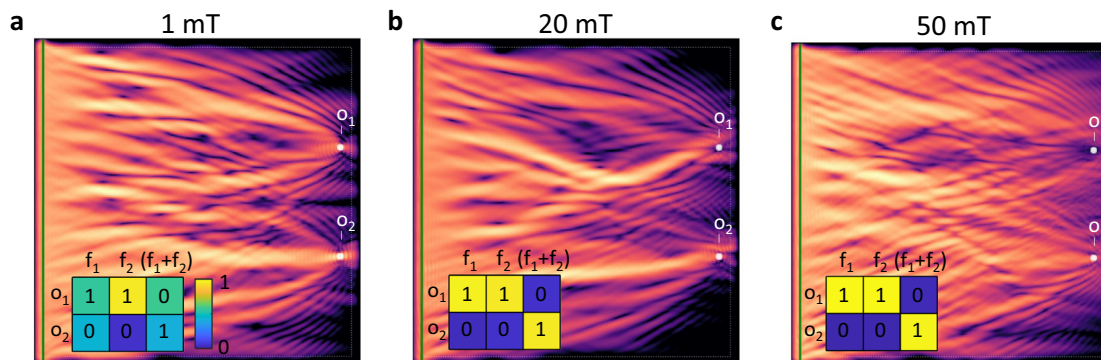 a 1 mT
b 20 mT
c 50 mT
O₁
O₂
f₁ f₂ (f₁+f₂)
o₁ 1 1 0
o₂ 0 0 1
1
0
O₁
O₂
f₁ f₂ (f₁+f₂)
o₁ 1 1 0
o₂ 0 0 1
O
O
f₁ f₂ (f₁+f₂)
o₁ 1 1 0
o₂ 0 0 1